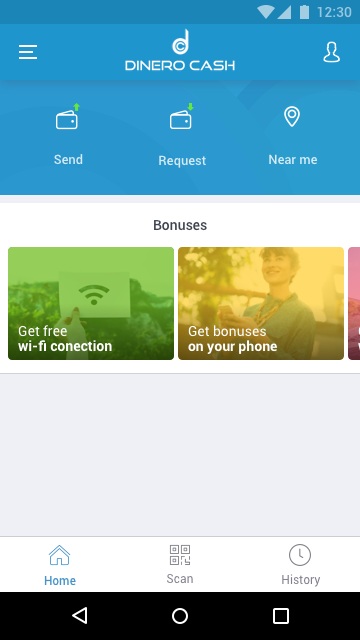 12:30
DINERO CASH
Send
Request
Near me
Bonuses
Get free
wi-fi conection
Get bonuses
on your phone
Home
Scan
History